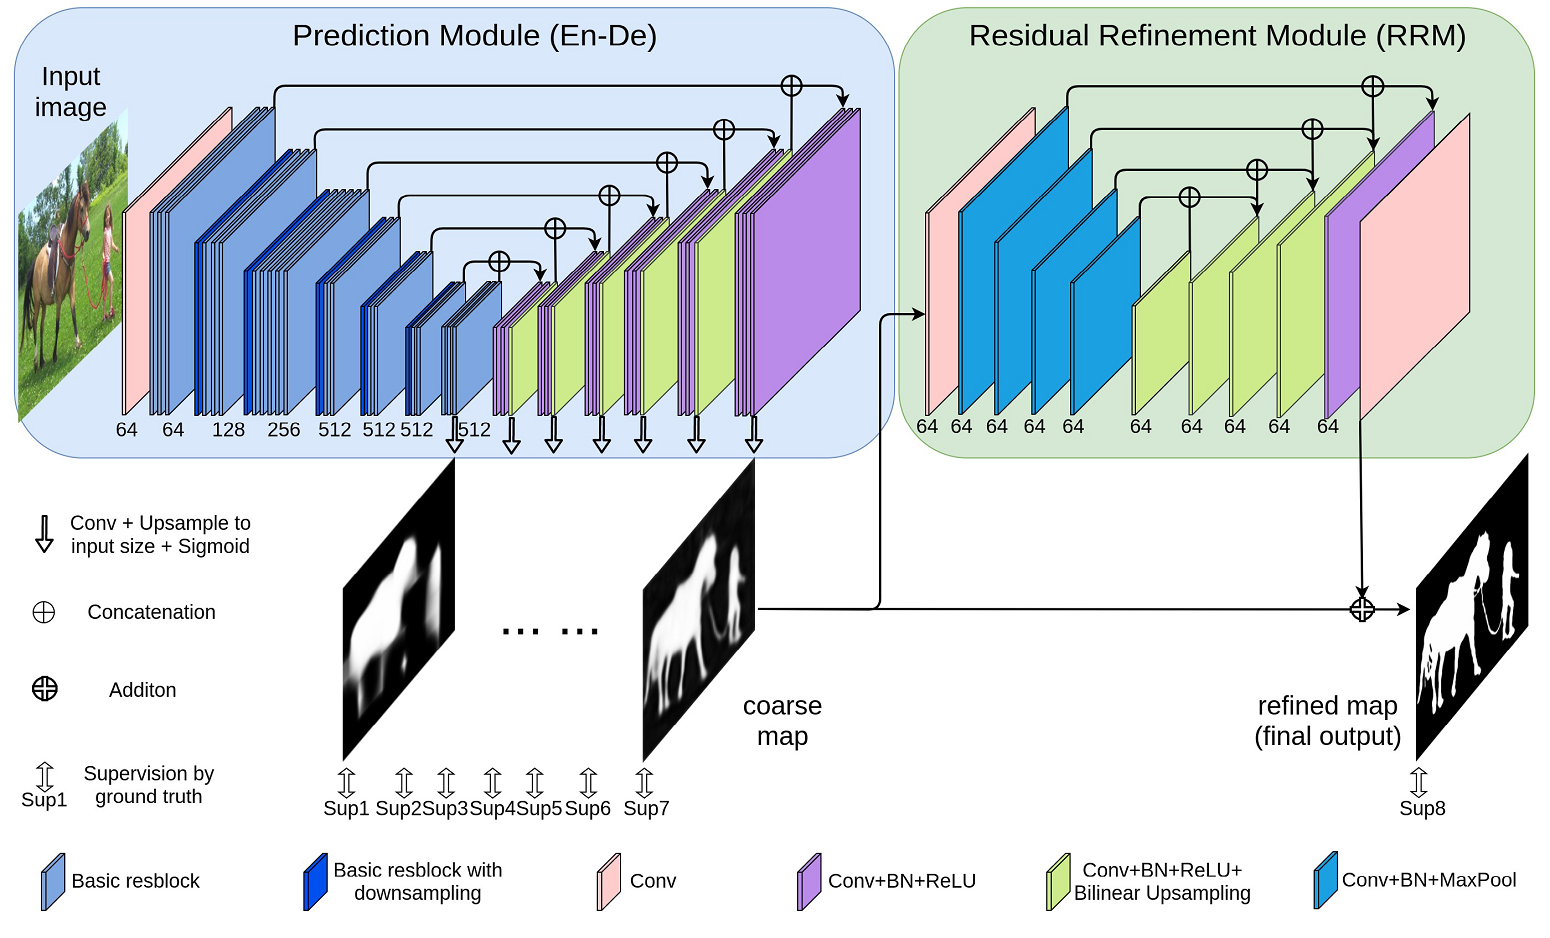 Prediction Module (En-De)
Residual Refinement Module (RRM)
Input
image
64 64 128 256 512 512 512 512
64 64 64 64 64 64 64 64 64 64
Conv + Upsample to
input size + Sigmoid
Concatenation
Additon
Supervision by
ground truth
Sup1
... ...
coarse
map
refined map
(final output)
Sup1 Sup2 Sup3 Sup4 Sup5 Sup6 Sup7
Sup8
Basic resblock
Basic resblock with
downsampling
Conv
Conv+BN+ReLU
Conv+BN+ReLU+
Bilinear Upsampling
Conv+BN+MaxPool